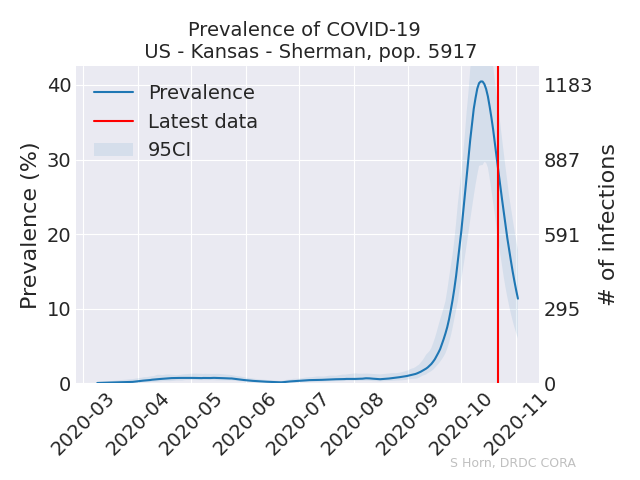 Prevalence of COVID-19
US - Kansas - Sherman, pop. 5917
Prevalence
Latest data
95CI
Prevalence (%)
40
30
20
10
0
# of infections
1183
887
591
295
0
2020-03
2020-04
2020-05
2020-06
2020-07
2020-08
2020-09
2020-10
2020-11
S Horn, DRDC CORA